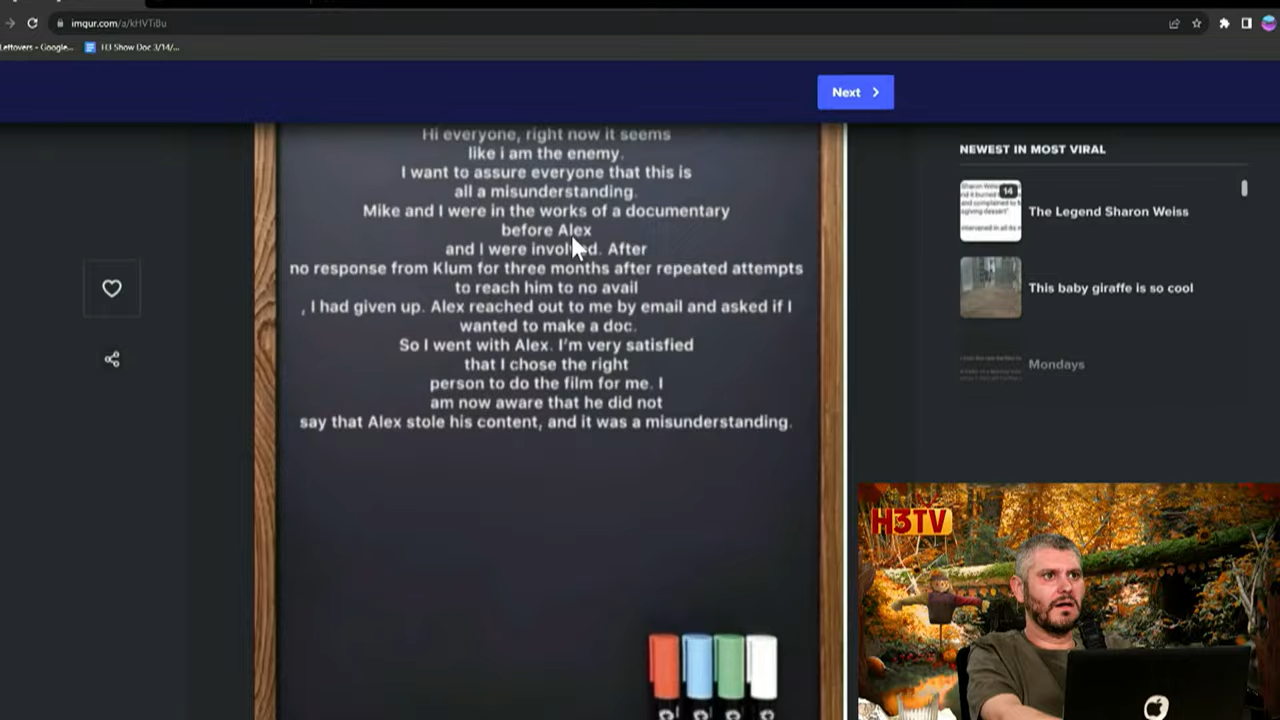 imgur.com/a/kHVTiBu
Leftovers - Google...
H3 Show Doc 3/14/...
Next
Hi everyone, right now it seems
like i am the enemy.
I want to assure everyone that this is
all a misunderstanding.
Mike and I were in the works of a documentary
before Alex
and I were involved. After
no response from Klum for three months after repeated attempts
to reach him to no avail
, I had given up. Alex reached out to me by email and asked if I
wanted to make a doc.
So I went with Alex. I'm very satisfied
that I chose the right
person to do the film for me. I
am now aware that he did not
say that Alex stole his content, and it was a misunderstanding.
NEWEST IN MOST VIRAL
14
The Legend Sharon Weiss
This baby giraffe is so cool
Mondays
H3TV